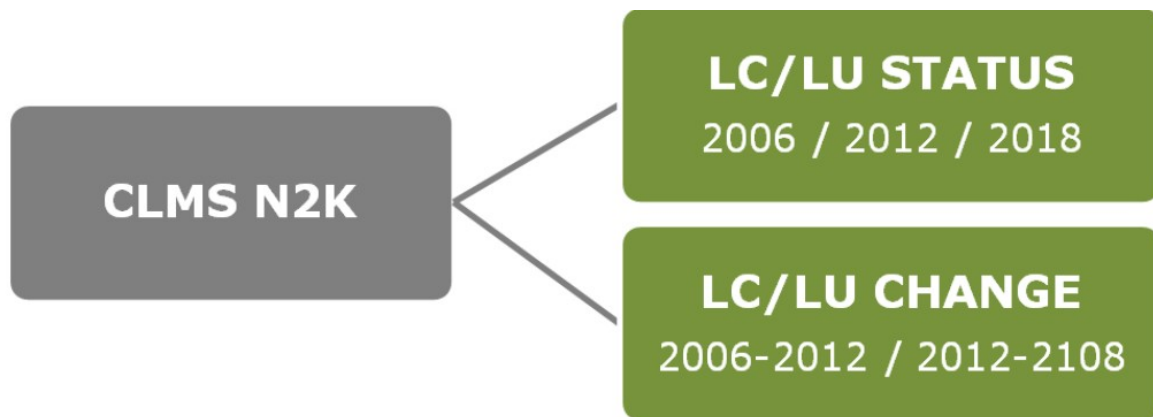 CLMS N2K
LC/LU STATUS
2006 / 2012 / 2018
LC/LU CHANGE
2006-2012 / 2012-2108